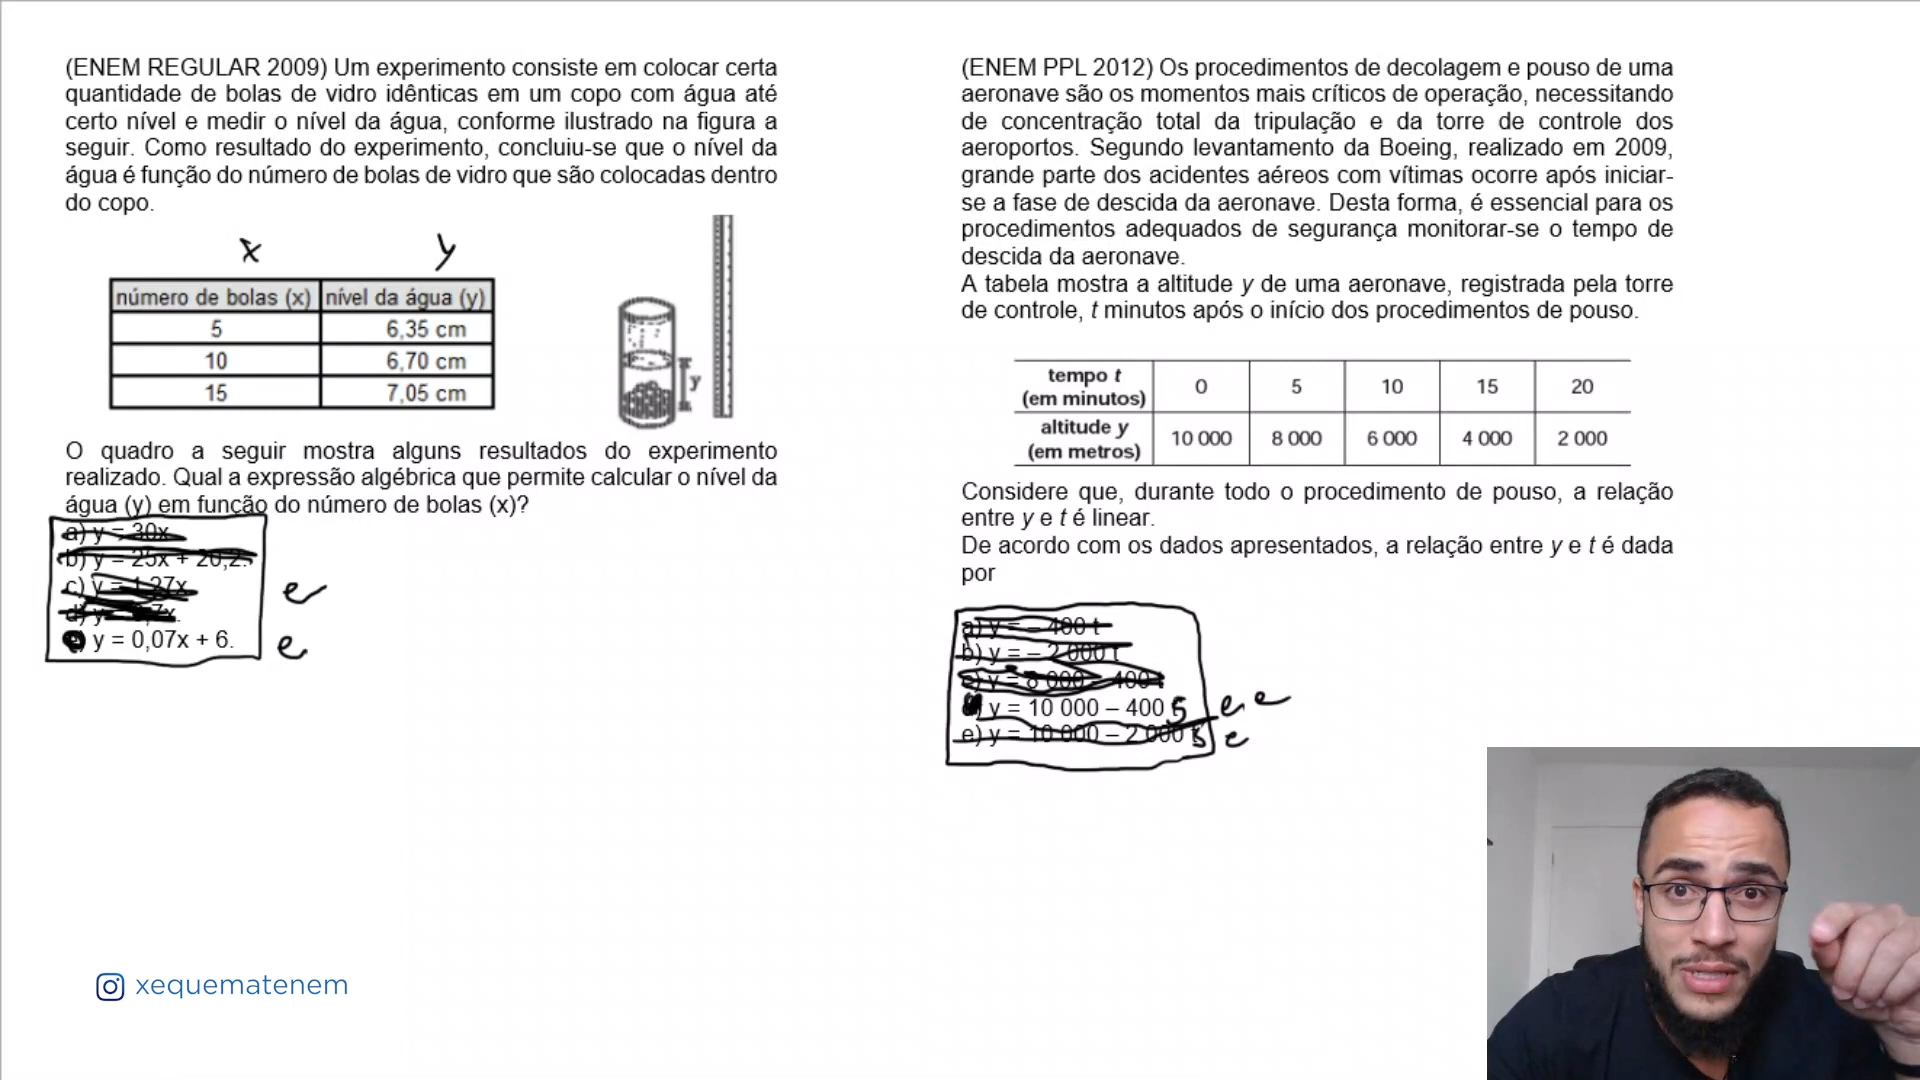 (ENEM REGULAR 2009) Um experimento consiste em colocar certa
quantidade de bolas de vidro idênticas em um copo com água até
certo nível e medir o nível da água, conforme ilustrado na figura a
seguir. Como resultado do experimento, concluiu-se que o nível da
água é função do número de bolas de vidro que são colocadas dentro
do copo.
x y
número de bolas (x) nível da água (y)
5 6,35 cm
10 6,70 cm
15 7,05 cm
y
O quadro a seguir mostra alguns resultados do experimento
realizado. Qual a expressão algébrica que permite calcular o nível da
água (y) em função do número de bolas (x)?
a) y = 30x
b) y = 25x + 20,2.
c) y = 1,27x
d) y
y = 0,07x + 6.
e
e
(ENEM PPL 2012) Os procedimentos de decolagem e pouso de uma
aeronave são os momentos mais críticos de operação, necessitando
de concentração total da tripulação e da torre de controle dos
aeroportos. Segundo levantamento da Boeing, realizado em 2009,
grande parte dos acidentes aéreos com vítimas ocorre após iniciar-
se a fase de descida da aeronave. Desta forma, é essencial para os
procedimentos adequados de segurança monitorar-se o tempo de
descida da aeronave.
A tabela mostra a altitude y de uma aeronave, registrada pela torre
de controle, t minutos após o início dos procedimentos de pouso.
tempo t
(em minutos) 0 5 10 15 20
altitude y
(em metros) 10 000 8 000 6 000 4 000 2 000
Considere que, durante todo o procedimento de pouso, a relação
entre y e t é linear.
De acordo com os dados apresentados, a relação entre y e t é dada
por
a) y = – 400 t
b) y = – 2 000 t
y = 8 000 – 400 t
y = 10 000 – 400 5 e e
e) y = 10 000 – 2 000 5 e
xequematenem